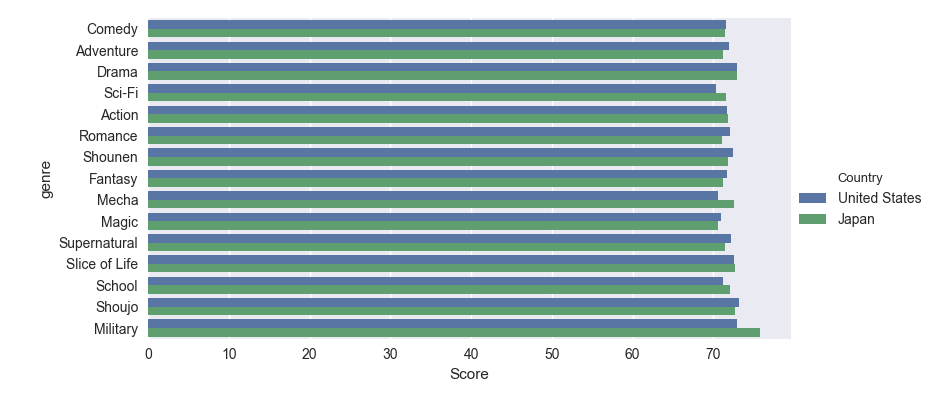 Comedy
Adventure
Drama
Sci-Fi
Action
Romance
Shounen
Fantasy
Mecha
Magic
Supernatural
Slice of Life
School
Shoujo
Military
genre
0 10 20 30 40 50 60 70
Score
Country
United States
Japan